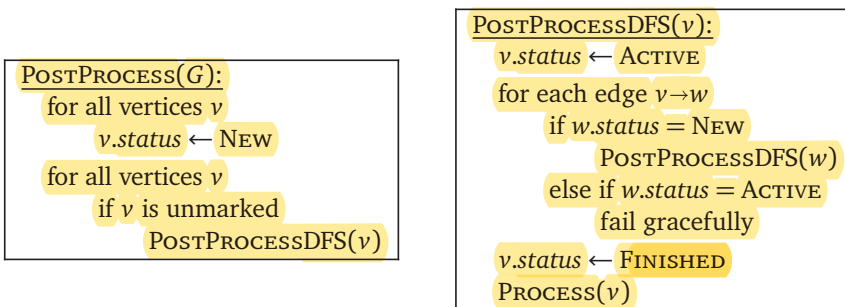 POSTPROCESS(G):
for all vertices v
v.status ← NEW
for all vertices v
if v is unmarked
POSTPROCESSDFS(v)
POSTPROCESSDFS(v):
v.status ← ACTIVE
for each edge v→w
if w.status = NEW
POSTPROCESSDFS(w)
else if w.status = ACTIVE
fail gracefully
v.status ← FINISHED
PROCESS(v)